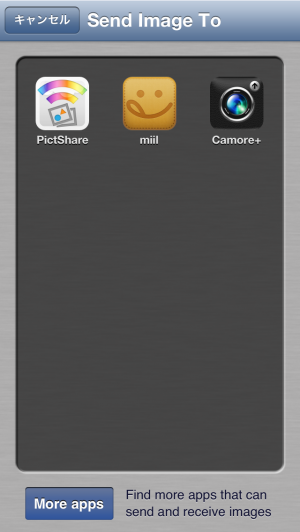 キャンセル Send Image To
PictShare miil Camore+
More apps Find more apps that can
send and receive images